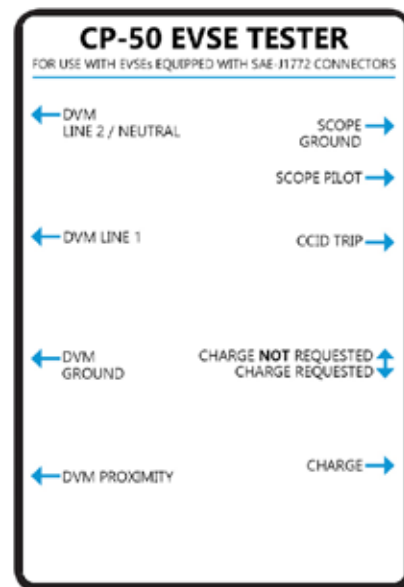 CP-50 EVSE TESTER
FOR USE WITH EVSEs EQUIPPED WITH SAE-J1772 CONNECTORS
DVM
LINE 2 / NEUTRAL
SCOPE
GROUND
SCOPE PILOT
DVM LINE 1
CCID TRIP
DVM
GROUND
CHARGE NOT REQUESTED
CHARGE REQUESTED
DVM PROXIMITY
CHARGE